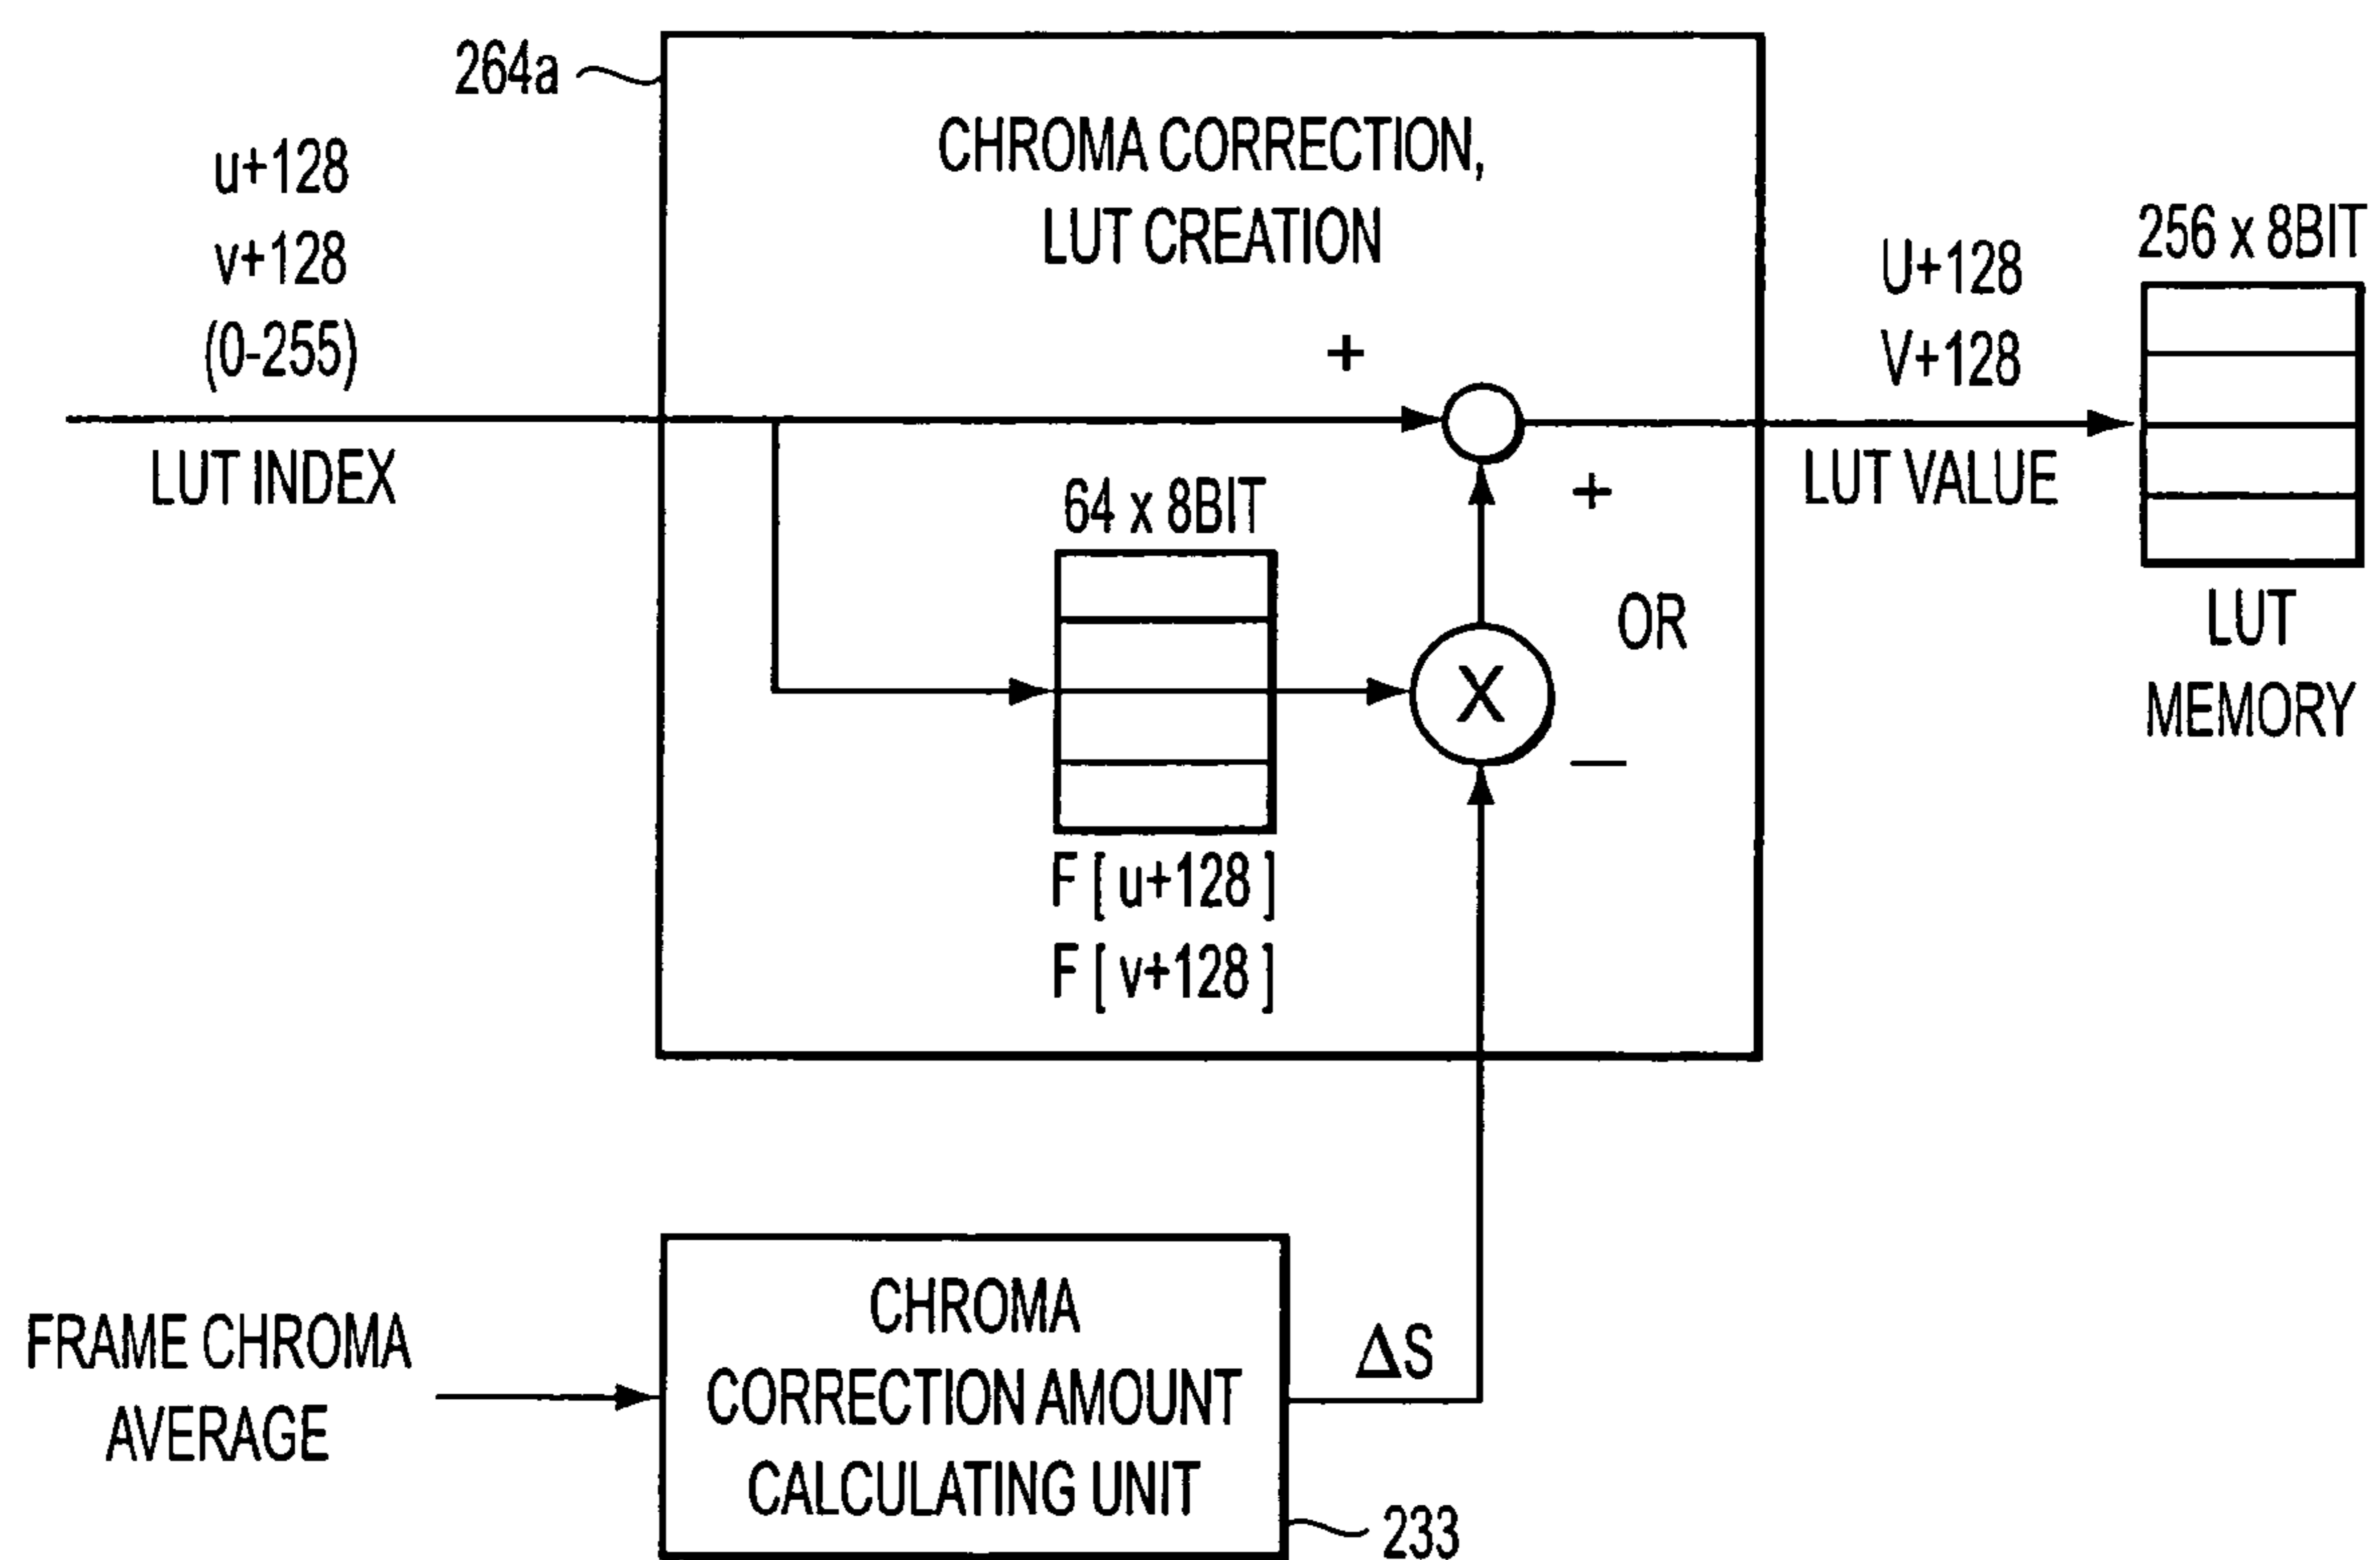 264a
CHROMA CORRECTION,
LUT CREATION
u+128
v+128
(0-255)
LUT INDEX
+
64 x 8BIT
F [ u+128 ]
F [ v+128 ]
X
+
OR
—
U+128
V+128
LUT VALUE
256 x 8BIT
LUT
MEMORY
FRAME CHROMA
AVERAGE
CHROMA
CORRECTION AMOUNT
CALCULATING UNIT
ΔS
233